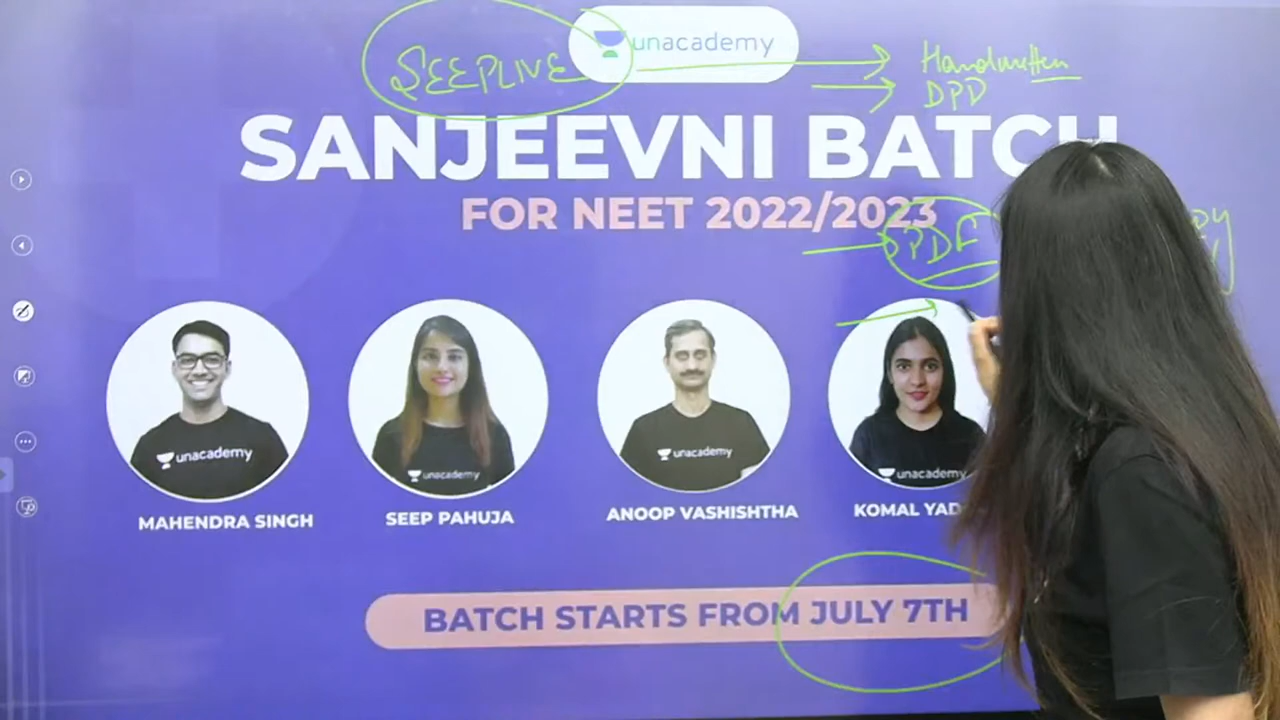 SEEPLIVE
unacademy
Handwritten
DPD
SANJEEVNI BATCH
FOR NEET 2022/2023
PDF
unacademy
unacademy
unacademy
unacademy
MAHENDRA SINGH
SEEP PAHUJA
ANOOP VASHISHTHA
KOMAL YAD
BATCH STARTS FROM JULY 7TH